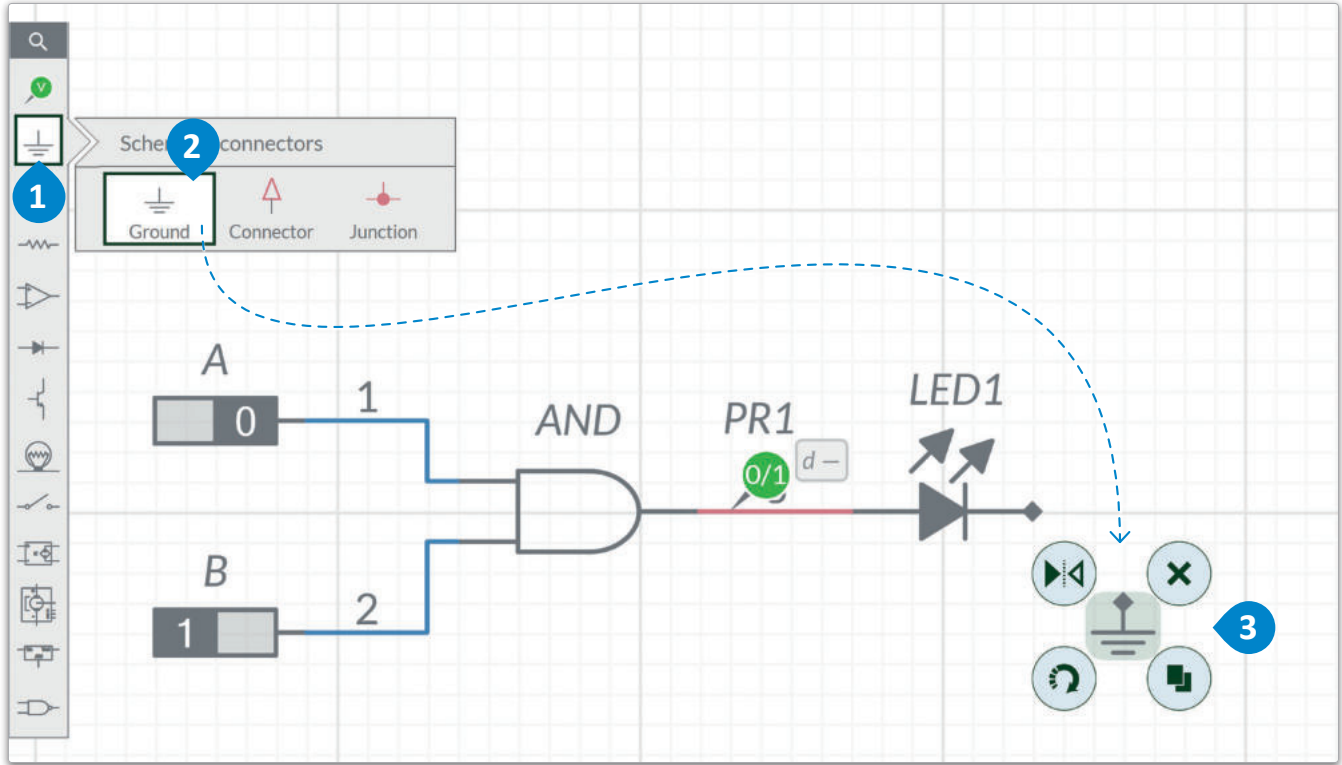 V
1
Sche 2 connectors
Ground Connector Junction
A
0
1
AND
PR1
0/1
d —
LED1
B
1
2
3